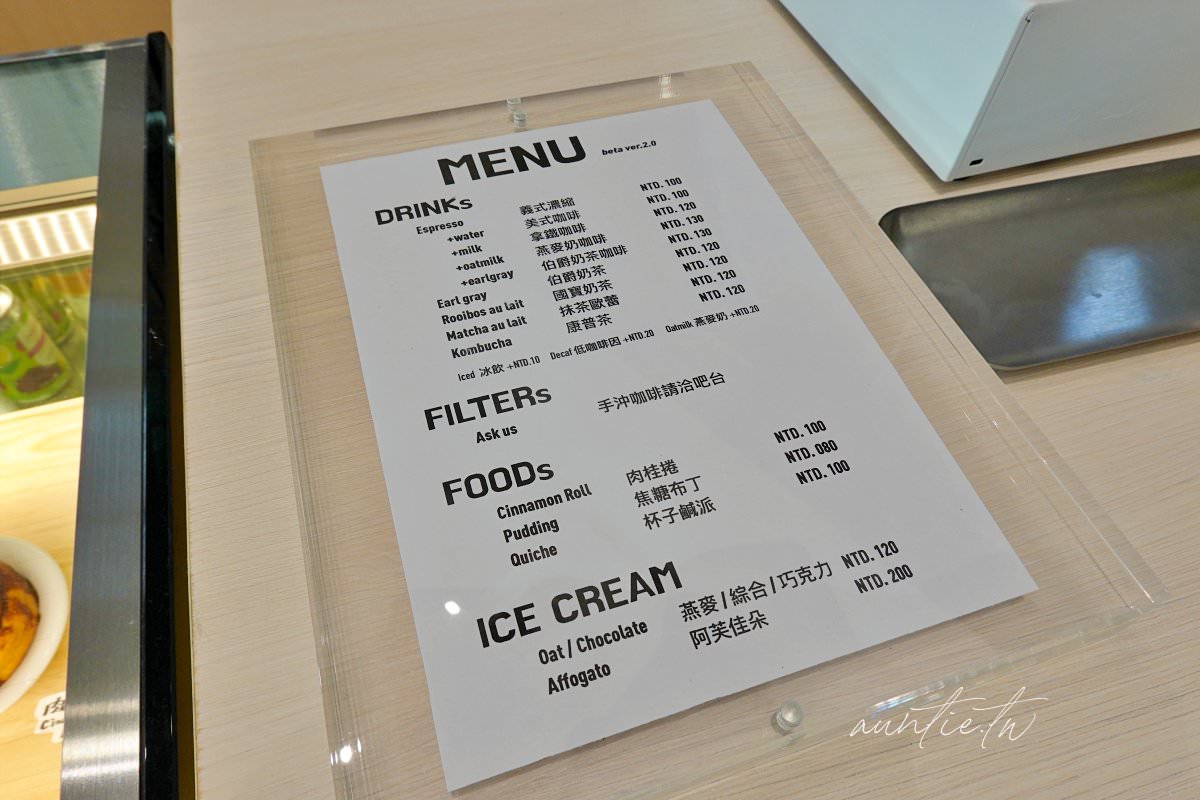 MENU beta ver.2.0
DRINKs
Espresso 義式濃縮 NTD. 100
+water 美式咖啡 NTD. 100
+milk 拿鐵咖啡 NTD. 120
+oatmilk 燕麥奶咖啡 NTD. 130
+earlgray 伯爵奶茶咖啡 NTD. 130
Earl gray 伯爵奶茶 NTD. 120
Rooibos au lait 國寶奶茶 NTD. 120
Matcha au lait 抹茶歐蕾 NTD. 120
Kombucha 康普茶 NTD. 120
Iced 冰飲 +NTD.10 Decaf 低咖啡因 +NTD.20 Oatmilk 燕麥奶 +NTD.20
FILTERs
Ask us 手沖咖啡請洽吧台
FOODs
Cinnamon Roll 肉桂捲 NTD. 100
Pudding 焦糖布丁 NTD. 080
Quiche 杯子鹹派 NTD. 100
ICE CREAM
Oat / Chocolate 燕麥 / 綜合 / 巧克力 NTD. 120
Affogato 阿芙佳朵 NTD. 200
auntie.tw